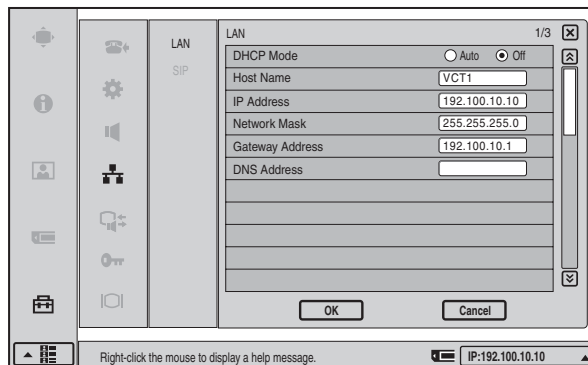 LAN
SIP
LAN 1/3
DHCP Mode Auto Off
Host Name VCT1
IP Address 192.100.10.10
Network Mask 255.255.255.0
Gateway Address 192.100.10.1
DNS Address
OK Cancel
Right-click the mouse to display a help message. IP:192.100.10.10